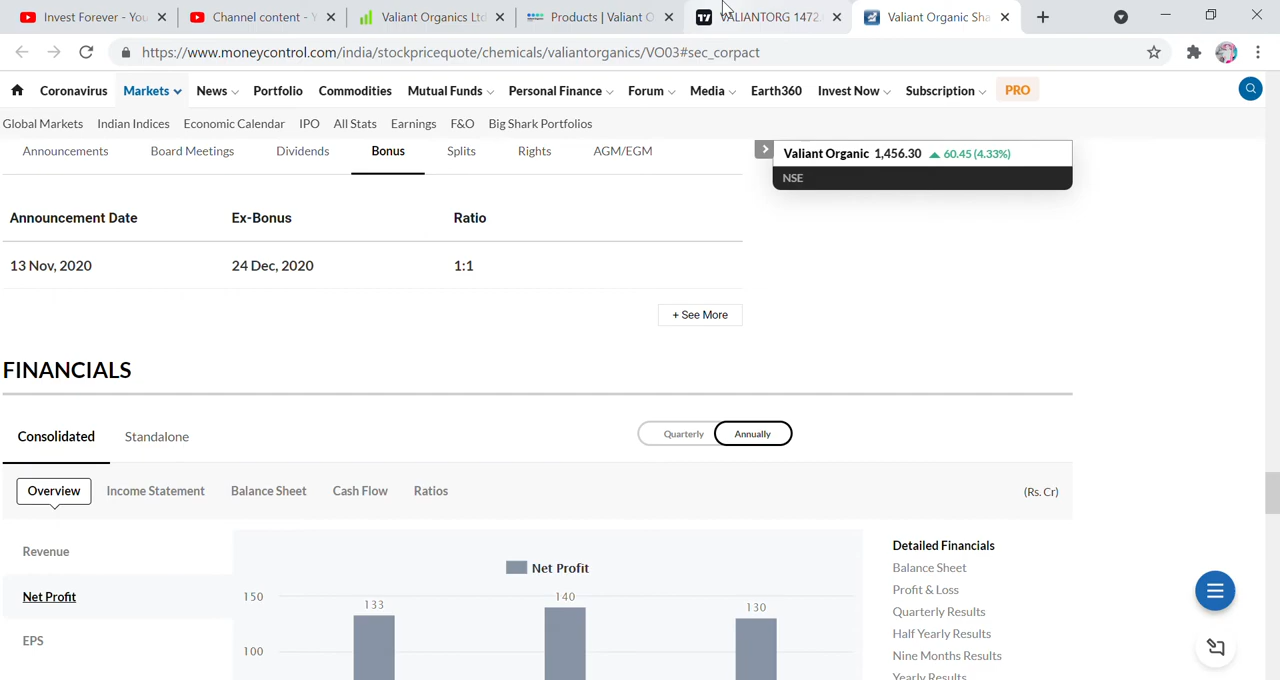 Invest Forever - You
Channel content - Y
Valiant Organics Ltd
Products | Valiant O
VALIANTORG 1472.
Valiant Organic Sha
https://www.moneycontrol.com/india/stockpricequote/chemicals/valiantorganics/VO03#sec_corpact
Coronavirus Markets News Portfolio Commodities Mutual Funds Personal Finance Forum Media Earth360 Invest Now Subscription PRO
Global Markets Indian Indices Economic Calendar IPO All Stats Earnings F&O Big Shark Portfolios
Announcements Board Meetings Dividends Bonus Splits Rights AGM/EGM
Valiant Organic 1,456.30 60.45 (4.33%)
NSE
Announcement Date Ex-Bonus Ratio
13 Nov, 2020 24 Dec, 2020 1:1
+ See More
FINANCIALS
Consolidated Standalone
Quarterly Annually
Overview Income Statement Balance Sheet Cash Flow Ratios (Rs. Cr)
Revenue
Net Profit
EPS
Net Profit
150
100
133
140
130
Detailed Financials
Balance Sheet
Profit & Loss
Quarterly Results
Half Yearly Results
Nine Months Results
Yearly Results